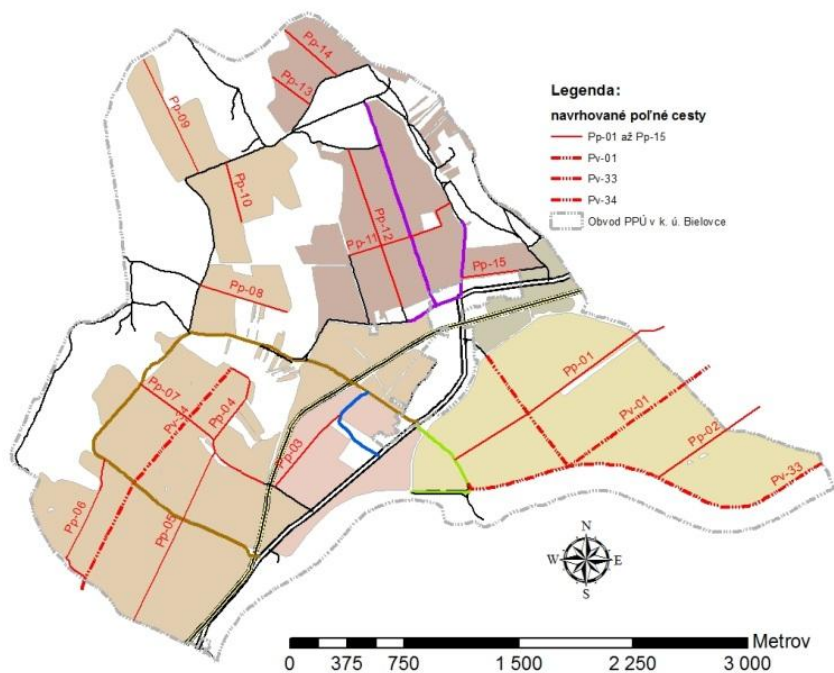 Pp-14
Pp-13
Pp-09
Pp-10
Pp-11
Pp-12
Pp-15
Pp-08
Pp-07
Pv-34
Pp-04
Pp-03
Pp-06
Pp-05
Pp-01
Pv-01
Pp-02
Pv-33
Legenda:
navrhované poľné cesty
Pp-01 až Pp-15
Pv-01
Pv-33
Pv-34
Obvod PPÚ v k. ú. Bielovce
N
W E
S
Metrov
0 375 750 1 500 2 250 3 000